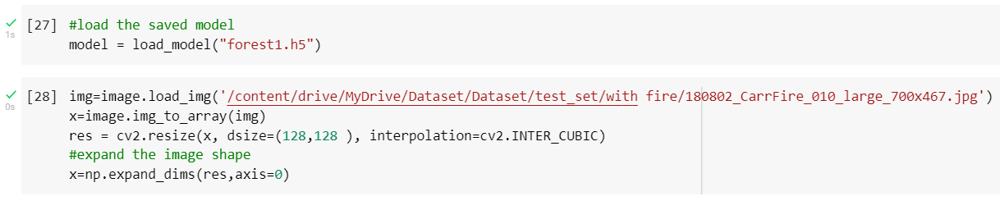 [27] #load the saved model
1s
model = load_model("forest1.h5")
[28] img=image.load_img('/content/drive/MyDrive/Dataset/Dataset/test_set/with fire/180802_CarrFire_010_large_700x467.jpg')
0s
x=image.img_to_array(img)
res = cv2.resize(x, dsize=(128,128 ), interpolation=cv2.INTER_CUBIC)
#expand the image shape
x=np.expand_dims(res,axis=0)